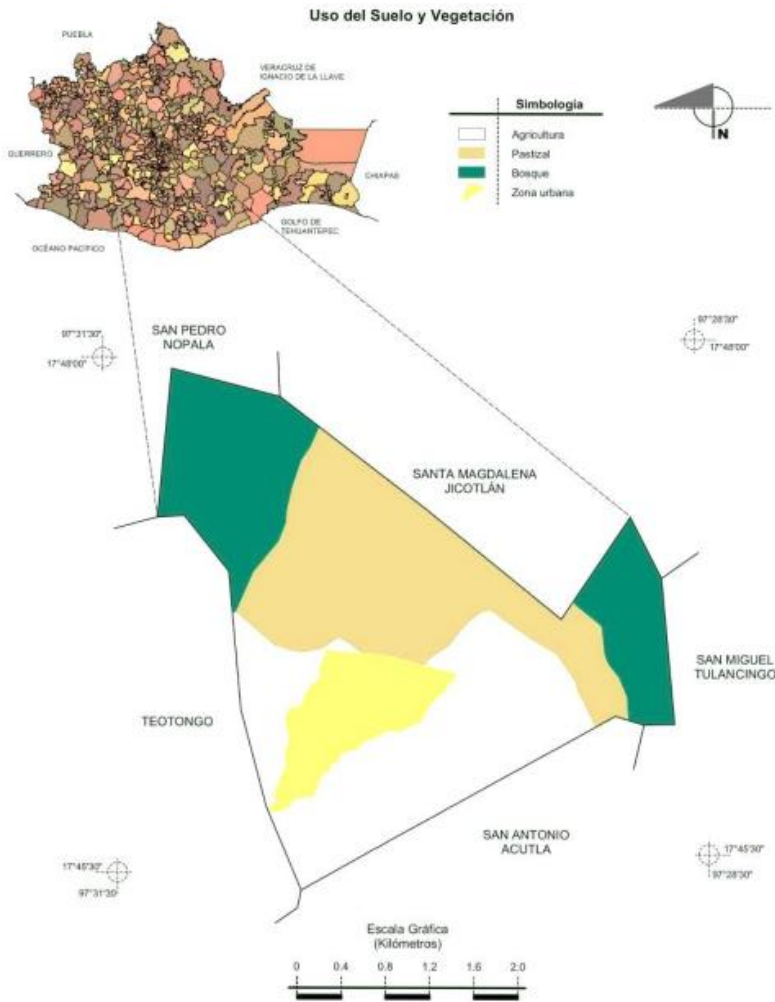 Uso del Suelo y Vegetación
PUEBLA
VERACRUZ DE
IGNACIO DE LA LLAVE
GUERRERO
CHIAPAS
GOLFO DE
TEHUANTEPEC
OCÉANO PACÍFICO
Simbología
Agricultura
Pastizal
Bosque
Zona urbana
N
97°31'30"
17°48'00"
SAN PEDRO
NOPALA
97°28'30"
17°48'00"
SANTA MAGDALENA
JICOTLÁN
SAN MIGUEL
TULANCINGO
TEOTONGO
SAN ANTONIO
ACUTLA
17°45'30"
97°31'30
17°45'30"
97°28'30"
Escala Gráfica
(Kilómetros)
0 0.4 0.8 1.2 1.6 2.0